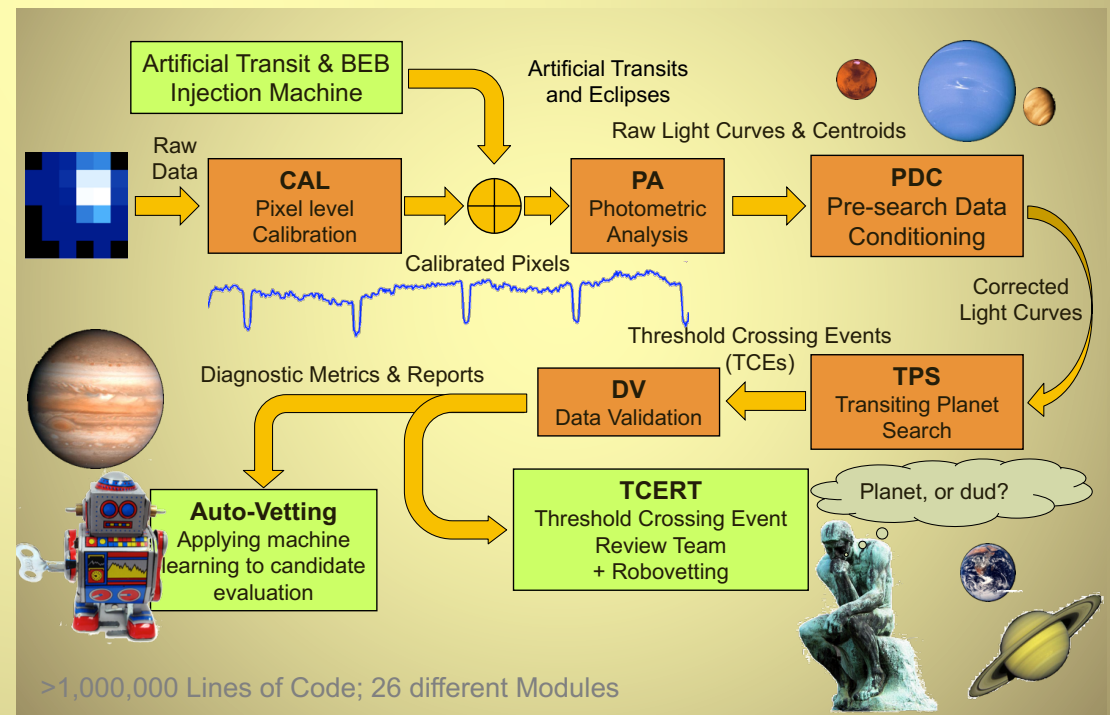 Artificial Transit & BEB
Injection Machine
Artificial Transits
and Eclipses
Raw Light Curves & Centroids
Raw
Data
CAL
Pixel level
Calibration
PA
Photometric
Analysis
PDC
Pre-search Data
Conditioning
Calibrated Pixels
Corrected
Light Curves
Threshold Crossing Events
(TCEs)
Diagnostic Metrics & Reports
DV
Data Validation
TPS
Transiting Planet
Search
Auto-Vetting
Applying machine
learning to candidate
evaluation
TCERT
Threshold Crossing Event
Review Team
+ Robovetting
Planet, or dud?
>1,000,000 Lines of Code; 26 different Modules